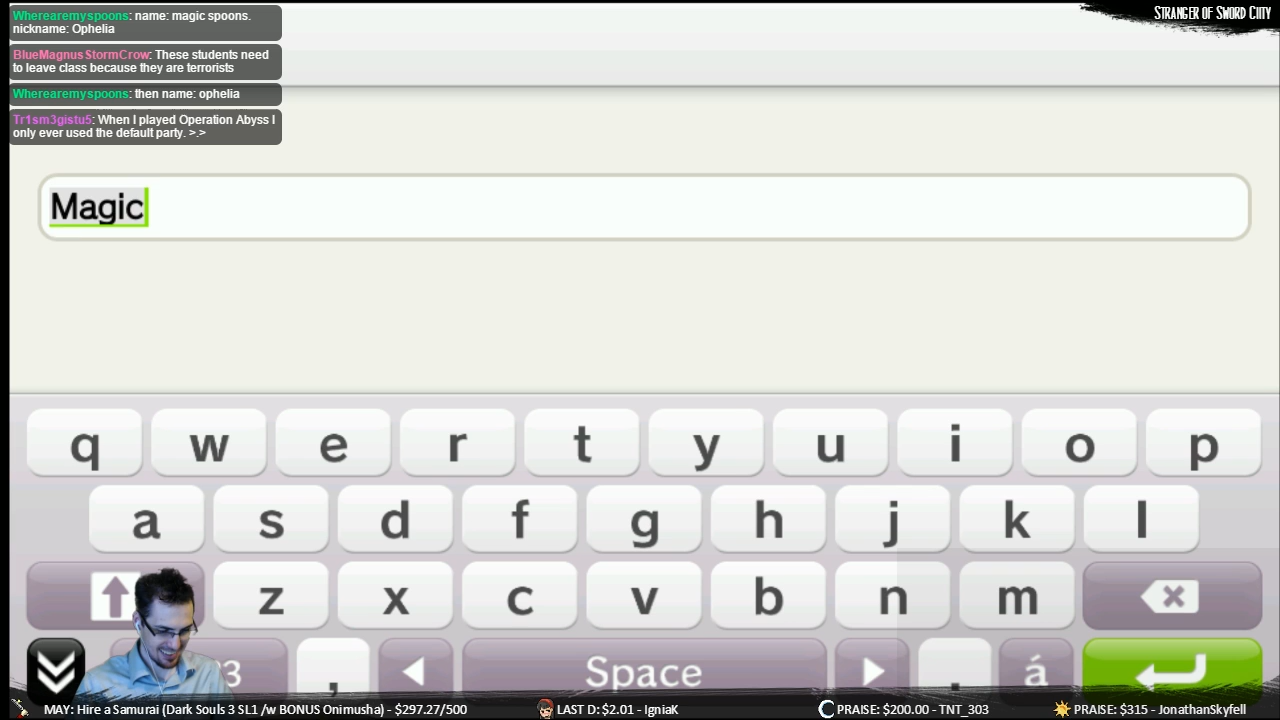 Wherearemyspoons: name: magic spoons.
nickname: Ophelia
BlueMagnusStormCrow: These students need
to leave class because they are terrorists
Wherearemyspoons: then name: ophelia
Tr1sm3gistu5: When I played Operation Abyss I
only ever used the default party. >.>
Stranger of Sword City
Magic
q w e r t y u i o p
a s d f g h j k l
z x c v b n m
3 , Space . á
MAY: Hire a Samurai (Dark Souls 3 SL1 /w BONUS Onimusha) - $297.27/500 LAST D: $2.01 - IgniaK PRAISE: $200.00 - TNT_303 PRAISE: $315 - JonathanSkyfell